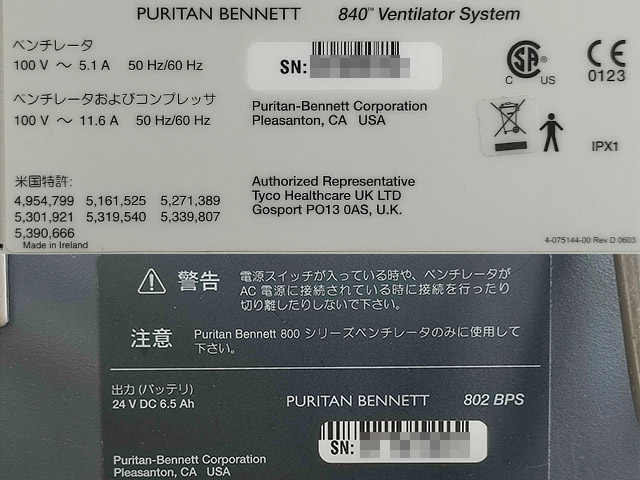 PURITAN BENNETT 840™ Ventilator System
ベンチレータ
100 V ～ 5.1 A 50 Hz/60 Hz
SN:
CSA® C US
CE 0123
ベンチレータおよびコンプレッサ
100 V ～ 11.6 A 50 Hz/60 Hz
Puritan-Bennett Corporation
Pleasanton, CA USA
IPX1
米国特許:
4,954,799 5,161,525 5,271,389
5,301,921 5,319,540 5,339,807
5,390,666
Made in Ireland
Authorized Representative
Tyco Healthcare UK LTD
Gosport PO13 0AS, U.K.
4-075144-00 Rev D 0603
警告 電源スイッチが入っている時や、ベンチレータが
AC 電源に接続されている時に接続を行ったり
切り離したりしないで下さい。
注意 Puritan Bennett 800 シリーズベンチレータのみに使用して
下さい。
出力 (バッテリ)
24 V DC 6.5 Ah
PURITAN BENNETT 802 BPS
SN:
Puritan-Bennett Corporation
Pleasanton, CA USA